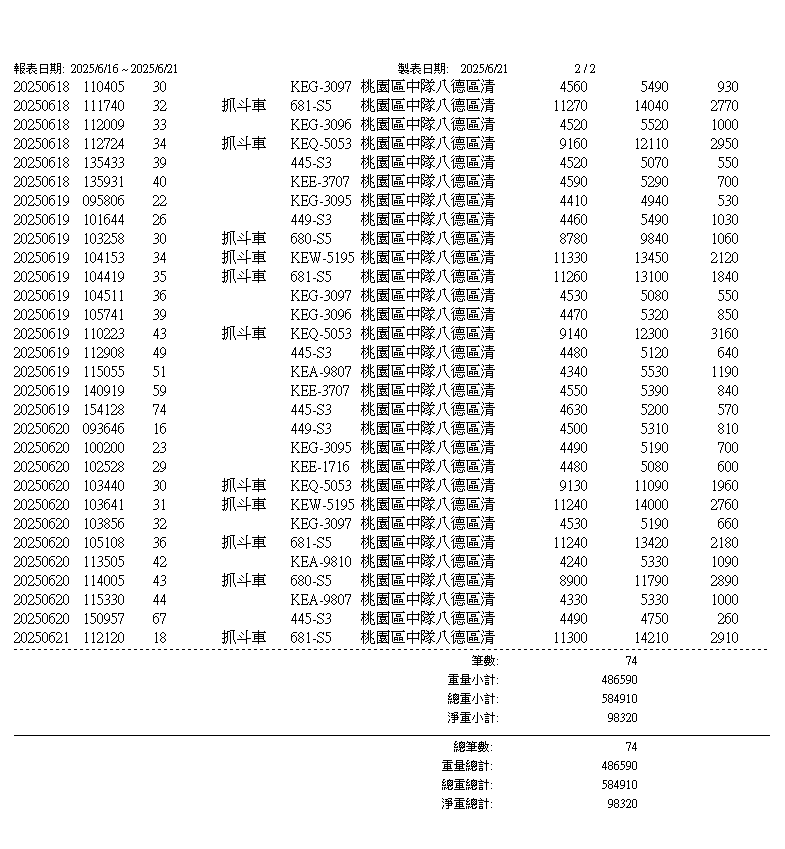 報表日期: 2025/6/16 ~ 2025/6/21 製表日期: 2025/6/21 2 / 2
20250618 110405 30 KEG-3097 桃園區中隊八德區清 4560 5490 930
20250618 111740 32 抓斗車 681-S5 桃園區中隊八德區清 11270 14040 2770
20250618 112009 33 KEG-3096 桃園區中隊八德區清 4520 5520 1000
20250618 112724 34 抓斗車 KEQ-5053 桃園區中隊八德區清 9160 12110 2950
20250618 135433 39 445-S3 桃園區中隊八德區清 4520 5070 550
20250618 135931 40 KEE-3707 桃園區中隊八德區清 4590 5290 700
20250619 095806 22 KEG-3095 桃園區中隊八德區清 4410 4940 530
20250619 101644 26 449-S3 桃園區中隊八德區清 4460 5490 1030
20250619 103258 30 抓斗車 680-S5 桃園區中隊八德區清 8780 9840 1060
20250619 104153 34 抓斗車 KEW-5195 桃園區中隊八德區清 11330 13450 2120
20250619 104419 35 抓斗車 681-S5 桃園區中隊八德區清 11260 13100 1840
20250619 104511 36 KEG-3097 桃園區中隊八德區清 4530 5080 550
20250619 105741 39 KEG-3096 桃園區中隊八德區清 4470 5320 850
20250619 110223 43 抓斗車 KEQ-5053 桃園區中隊八德區清 9140 12300 3160
20250619 112908 49 445-S3 桃園區中隊八德區清 4480 5120 640
20250619 115055 51 KEA-9807 桃園區中隊八德區清 4340 5530 1190
20250619 140919 59 KEE-3707 桃園區中隊八德區清 4550 5390 840
20250619 154128 74 445-S3 桃園區中隊八德區清 4630 5200 570
20250620 093646 16 449-S3 桃園區中隊八德區清 4500 5310 810
20250620 100200 23 KEG-3095 桃園區中隊八德區清 4490 5190 700
20250620 102528 29 KEE-1716 桃園區中隊八德區清 4480 5080 600
20250620 103440 30 抓斗車 KEQ-5053 桃園區中隊八德區清 9130 11090 1960
20250620 103641 31 抓斗車 KEW-5195 桃園區中隊八德區清 11240 14000 2760
20250620 103856 32 KEG-3097 桃園區中隊八德區清 4530 5190 660
20250620 105108 36 抓斗車 681-S5 桃園區中隊八德區清 11240 13420 2180
20250620 113505 42 KEA-9810 桃園區中隊八德區清 4240 5330 1090
20250620 114005 43 抓斗車 680-S5 桃園區中隊八德區清 8900 11790 2890
20250620 115330 44 KEA-9807 桃園區中隊八德區清 4330 5330 1000
20250620 150957 67 445-S3 桃園區中隊八德區清 4490 4750 260
20250621 112120 18 抓斗車 681-S5 桃園區中隊八德區清 11300 14210 2910
筆數: 74
重量小計: 486590
總重小計: 584910
淨重小計: 98320
總筆數: 74
重量總計: 486590
總重總計: 584910
淨重總計: 98320